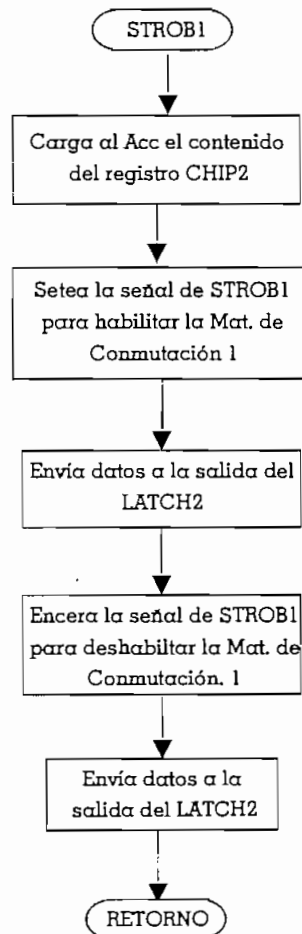 STROB1
Carga al Acc el contenido
del registro CHIP2
Setea la señal de STROB1
para habilitar la Mat. de
Conmutación 1
Envía datos a la salida del
LATCH2
Encera la señal de STROB1
para deshabiltar la Mat. de
Conmutación. 1
Envía datos a la
salida del LATCH2
RETORNO